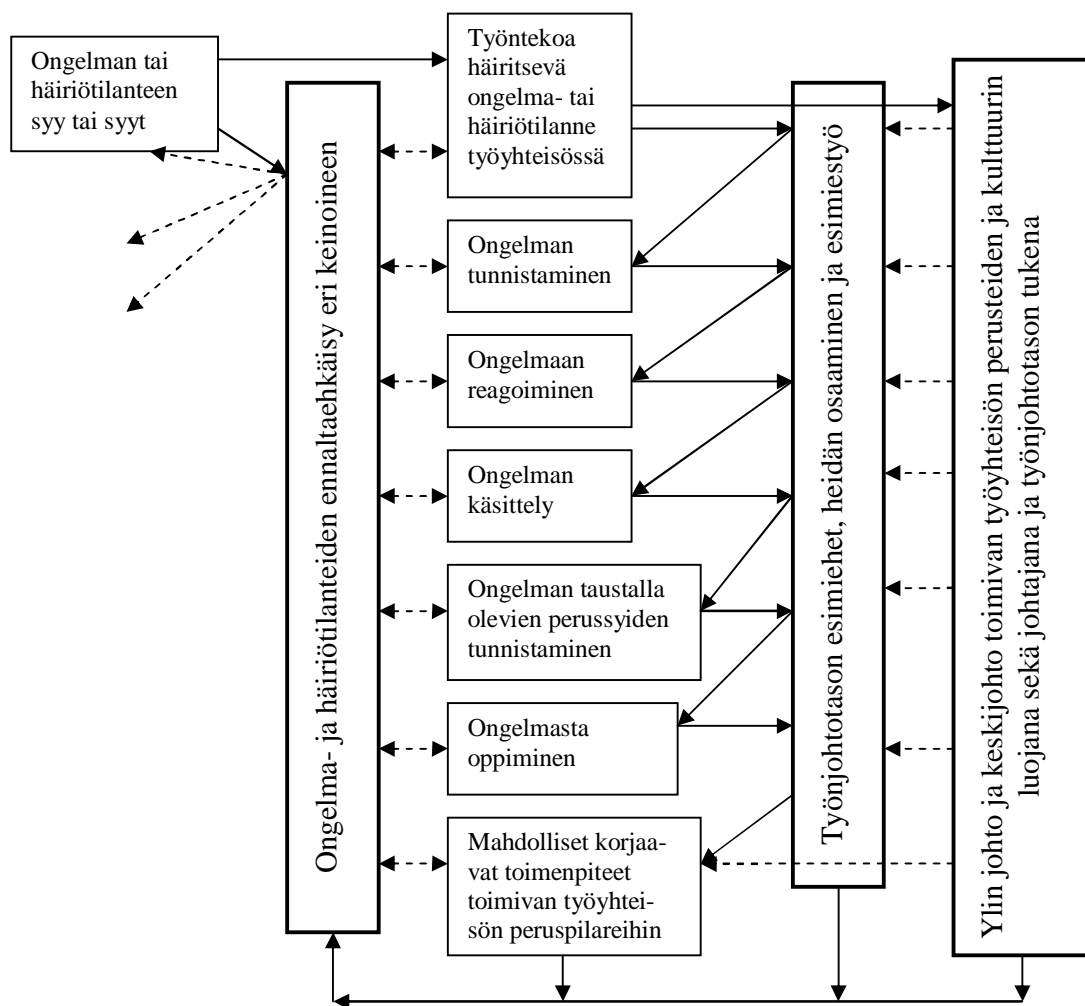 Ongelman tai
häiriötilanteen
syy tai syyt
Ongelma- ja häiriötilanteiden ennaltaehkäisy eri keinoineen
Työntekoa
häiritsevä
ongelma- tai
häiriötilanne
työyhteisössä
Ongelman
tunnistaminen
Ongelmaan
reagoiminen
Ongelman
käsittely
Ongelman taustalla
olevien perussyiden
tunnistaminen
Ongelmasta
oppiminen
Mahdolliset korjaa-
vat toimenpiteet
toimivan työyhtei-
sön peruspilareihin
Työnjohtotason esimiehet, heidän osaaminen ja esimiestyö
Ylin johto ja keskijohto toimivan työyhteisön perusteiden ja kulttuurin
luojana sekä johtajana ja työnjohtotason tukena